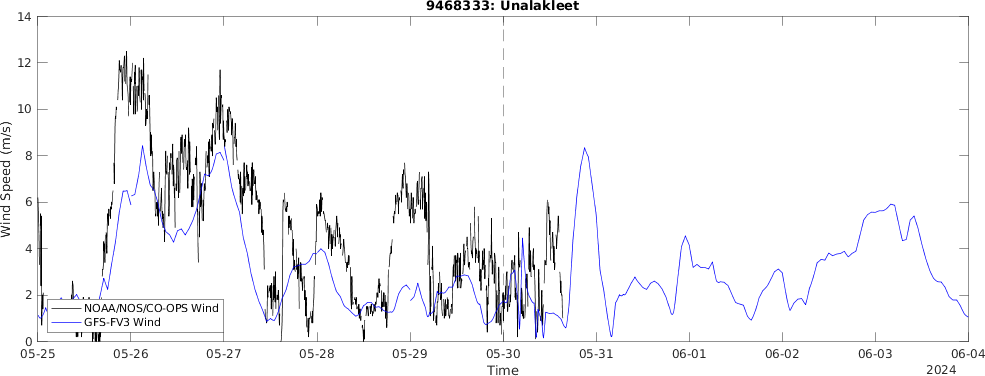 9468333: Unalakleet
14
12
10
8
6
4
2
0
Wind Speed (m/s)
NOAA/NOS/CO-OPS Wind
GFS-FV3 Wind
05-25 05-26 05-27 05-28 05-29 05-30 05-31 06-01 06-02 06-03 06-04
Time
2024